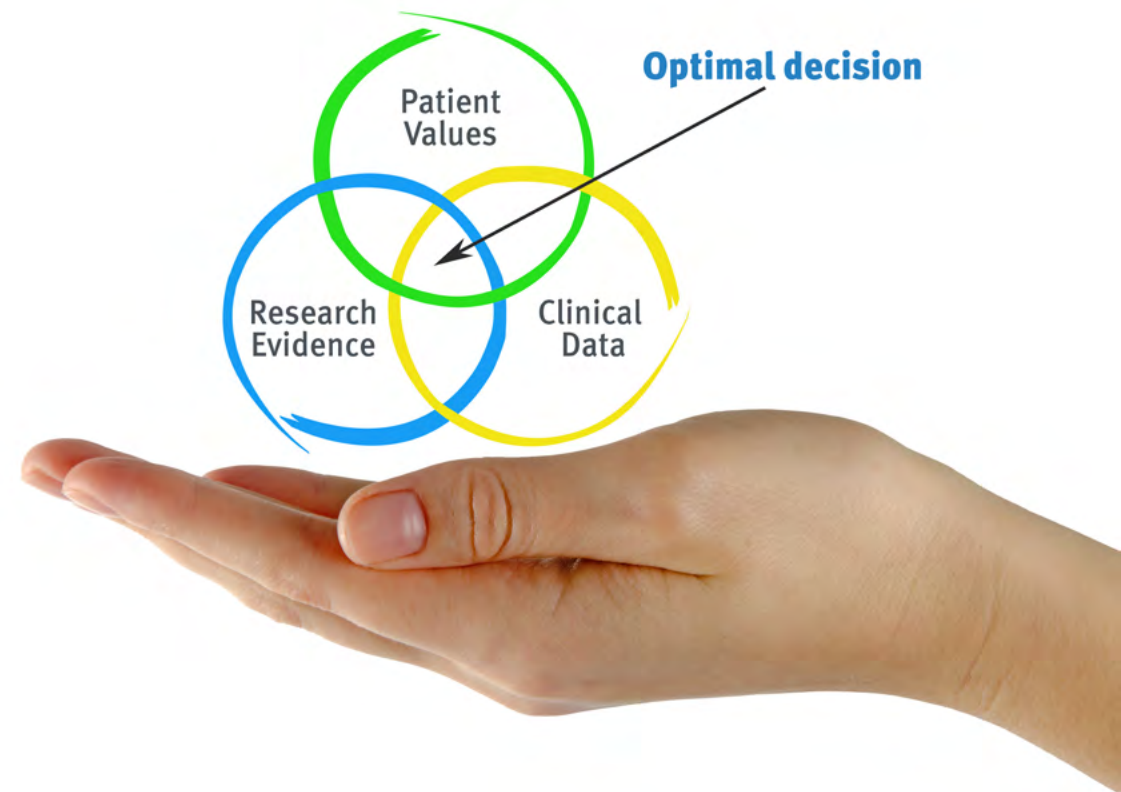 Optimal decision
Patient
Values
Research
Evidence
Clinical
Data